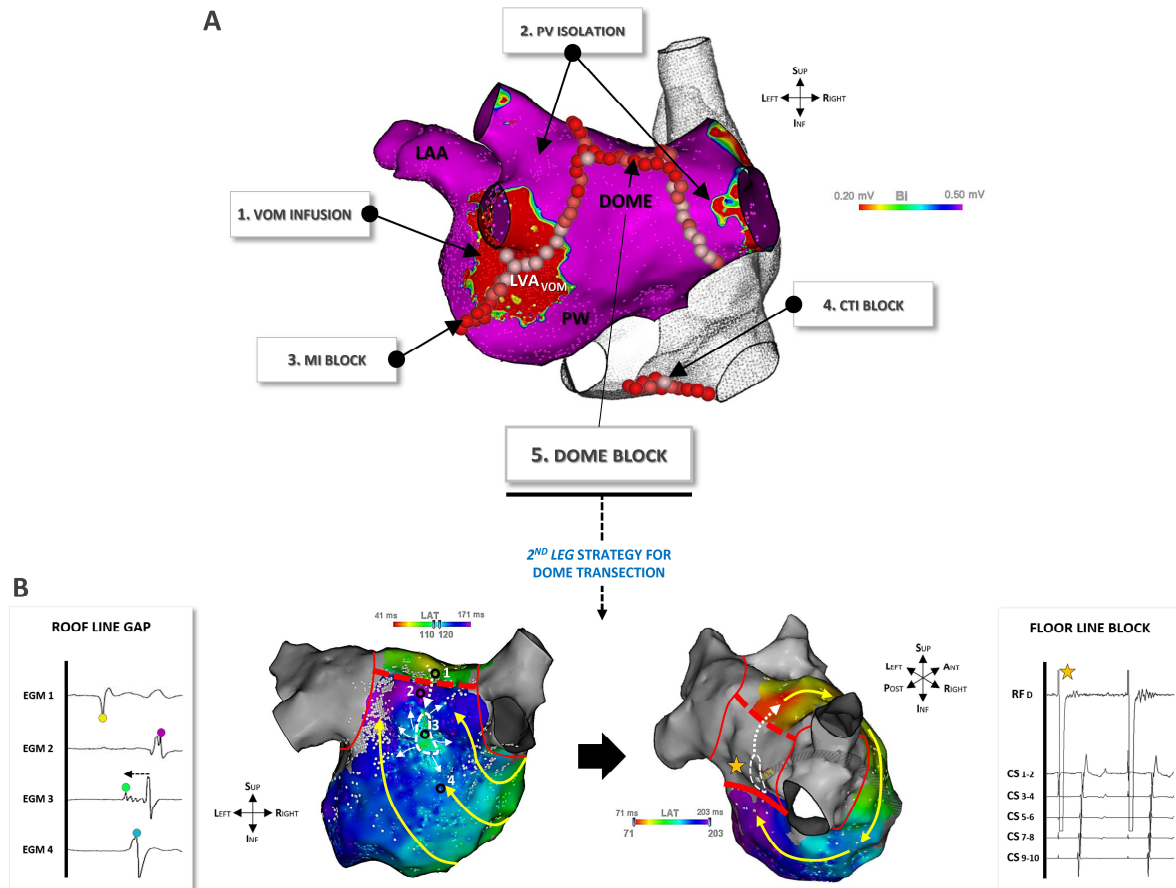 A
2. PV ISOLATION
SUP
LEFT RIGHT
INF
LAA
1. VOM INFUSION
DOME
0.20 mV Bi 0.50 mV
LVA VOM
PW
4. CTI BLOCK
3. MI BLOCK
5. DOME BLOCK
2ND LEG STRATEGY FOR
DOME TRANSECTION
B
ROOF LINE GAP
EGM 1
EGM 2
EGM 3
EGM 4
41 ms LAT 171 ms
110 120
1
2
3
4
SUP
LEFT RIGHT
INF
SUP
LEFT ANT
POST RIGHT
INF
71 ms LAT 203 ms
71 203
FLOOR LINE BLOCK
RF D
CS 1-2
CS 3-4
CS 5-6
CS 7-8
CS 9-10